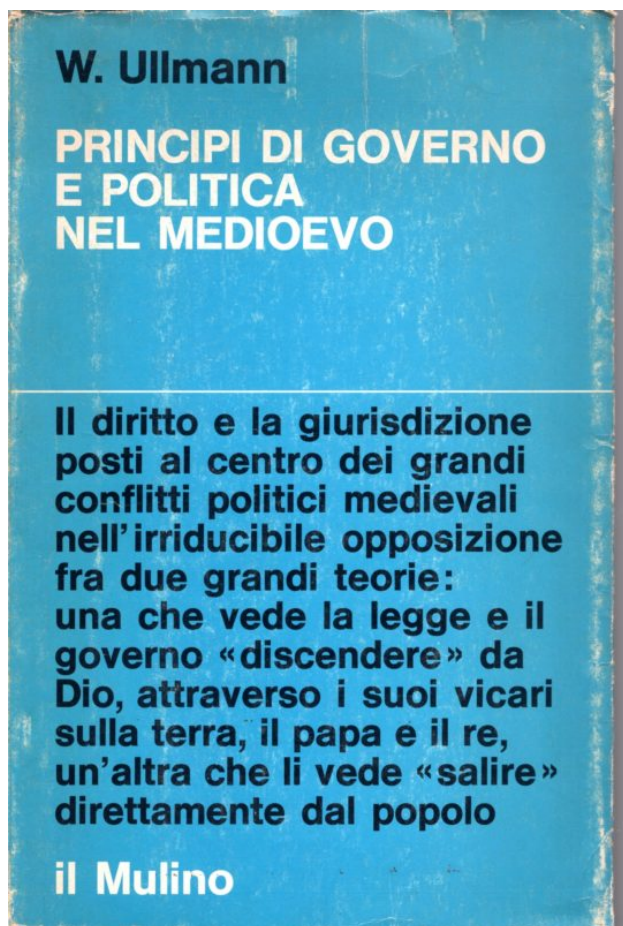 W. Ullmann
PRINCIPI DI GOVERNO
E POLITICA
NEL MEDIOEVO
Il diritto e la giurisdizione
posti al centro dei grandi
conflitti politici medievali
nell'irriducibile opposizione
fra due grandi teorie:
una che vede la legge e il
governo «discendere» da
Dio, attraverso i suoi vicari
sulla terra, il papa e il re,
un'altra che li vede «salire»
direttamente dal popolo
il Mulino